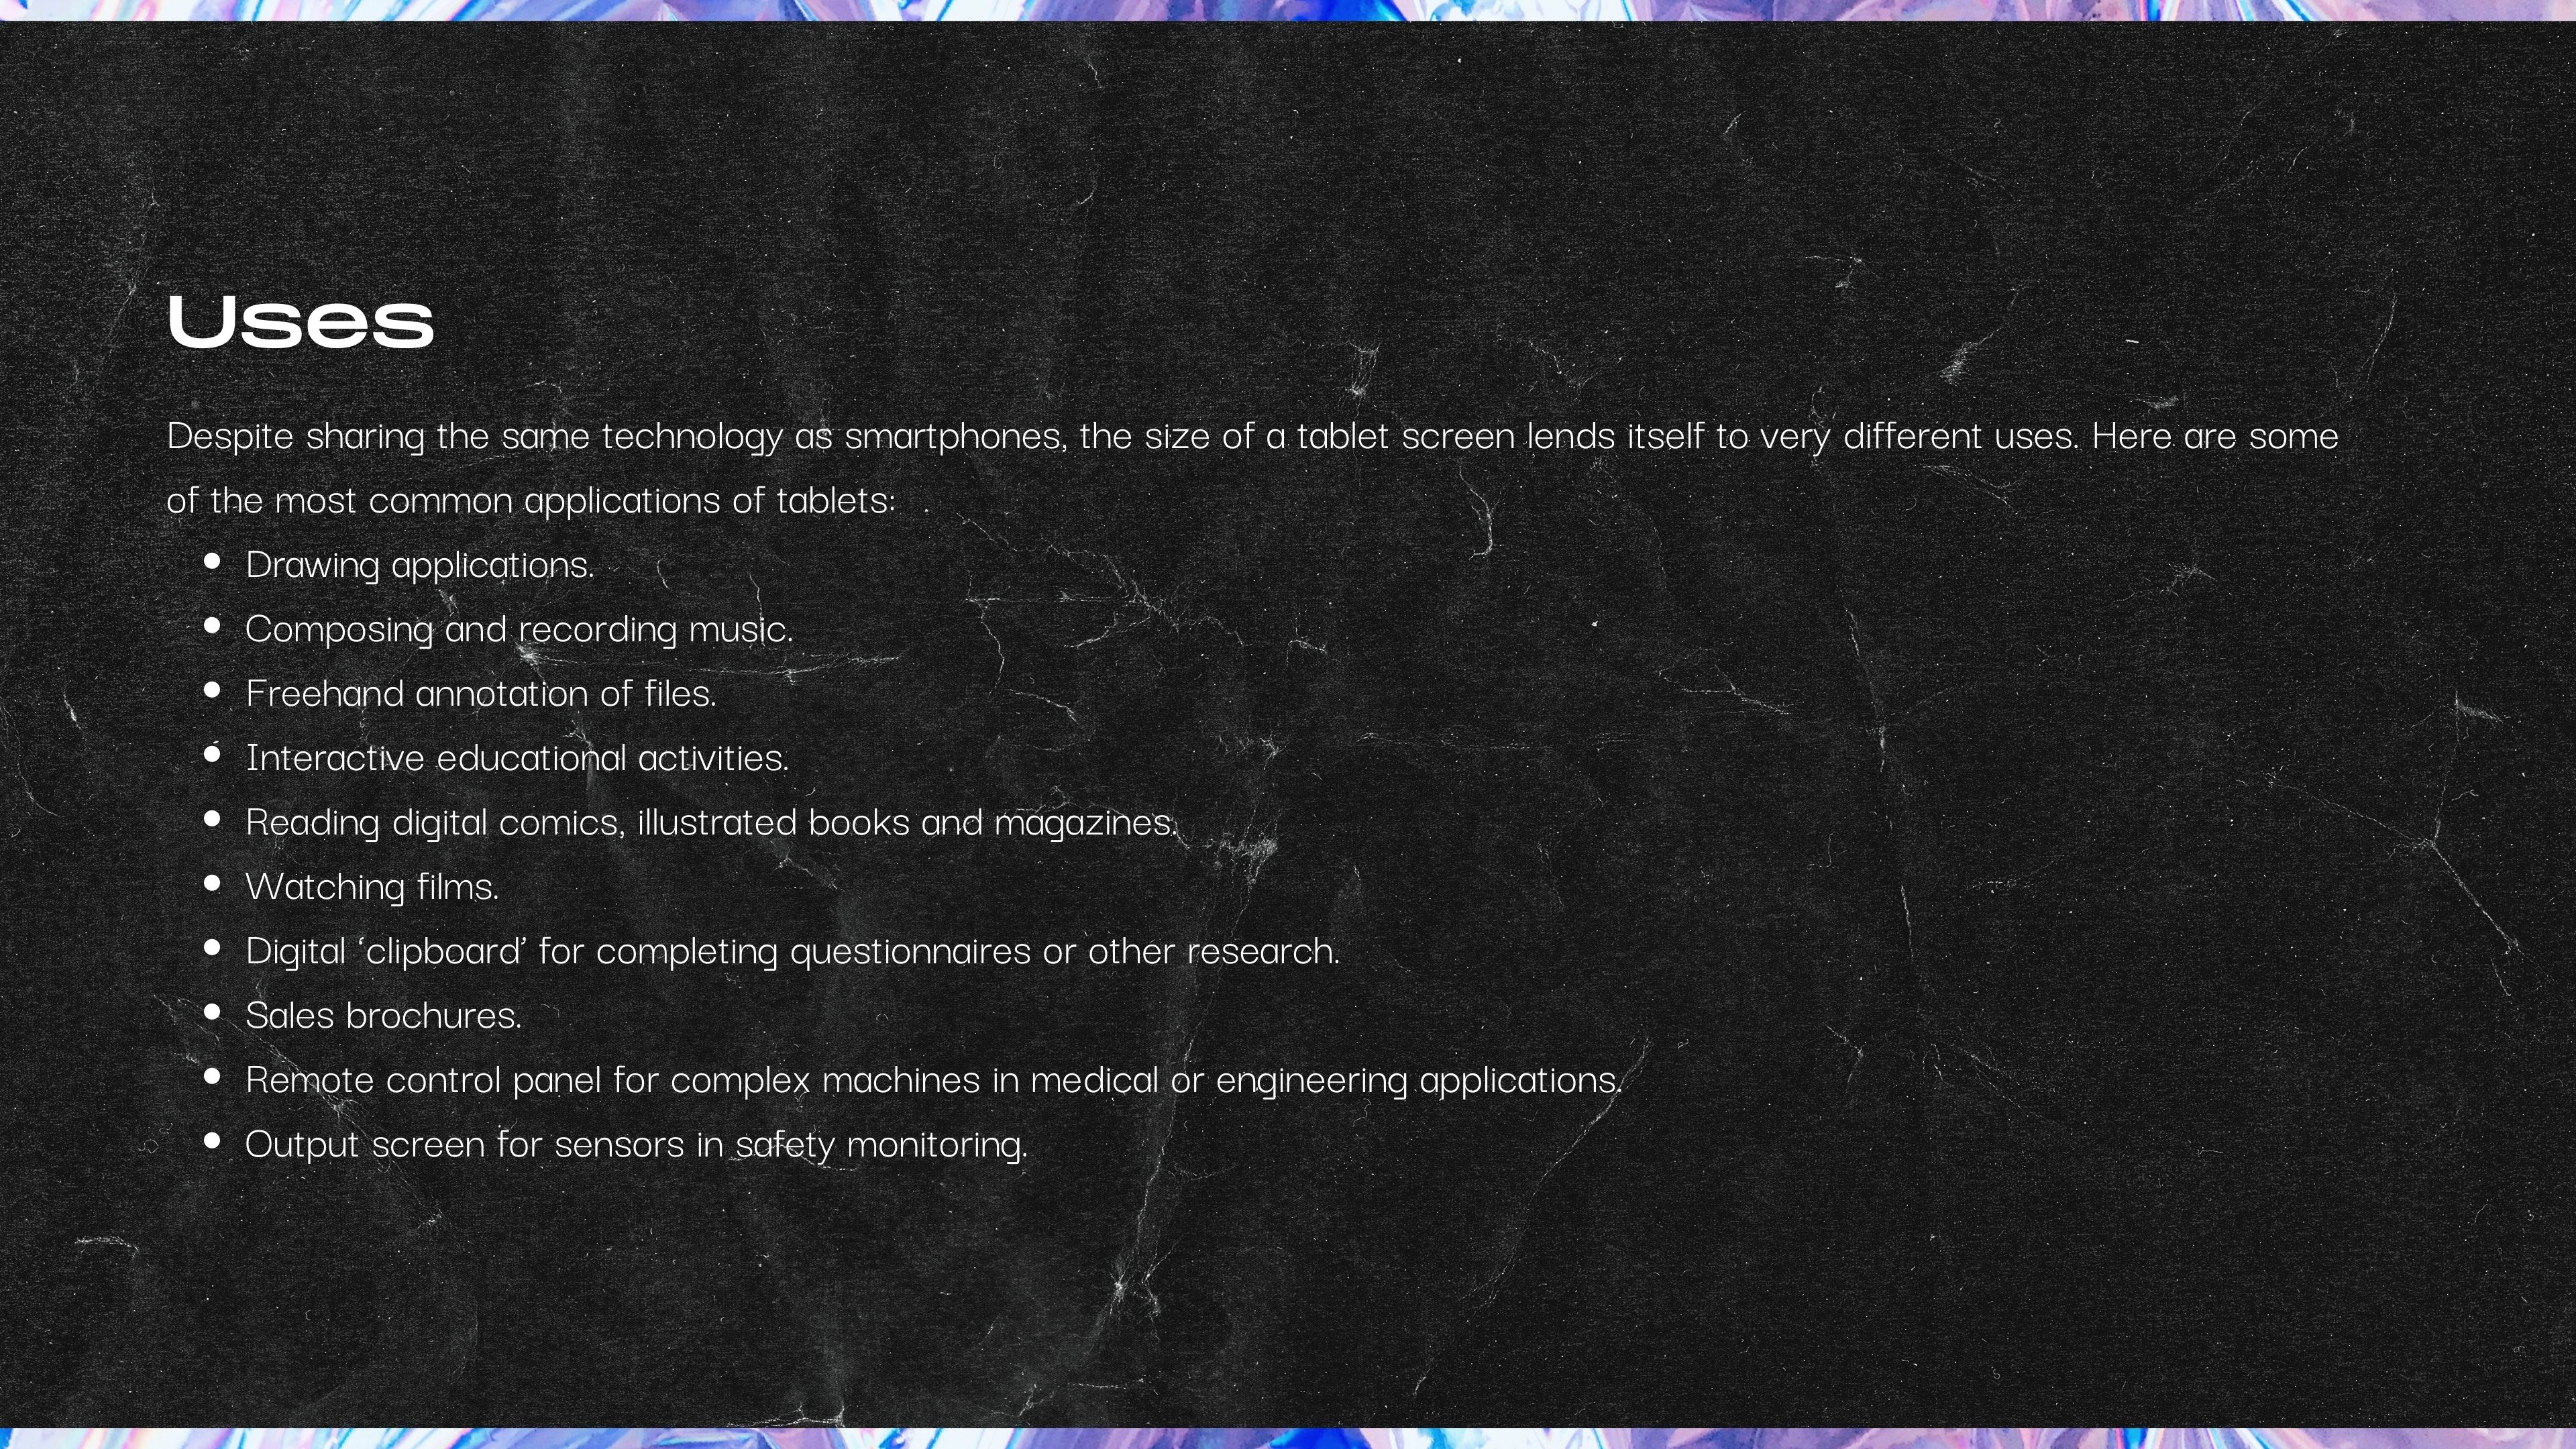 Uses
Despite sharing the same technology as smartphones, the size of a tablet screen lends itself to very different uses. Here are some
of the most common applications of tablets:
• Drawing applications.
• Composing and recording music.
• Freehand annotation of files.
• Interactive educational activities.
• Reading digital comics, illustrated books and magazines.
• Watching films.
• Digital ‘clipboard’ for completing questionnaires or other research.
• Sales brochures.
• Remote control panel for complex machines in medical or engineering applications.
• Output screen for sensors in safety monitoring.